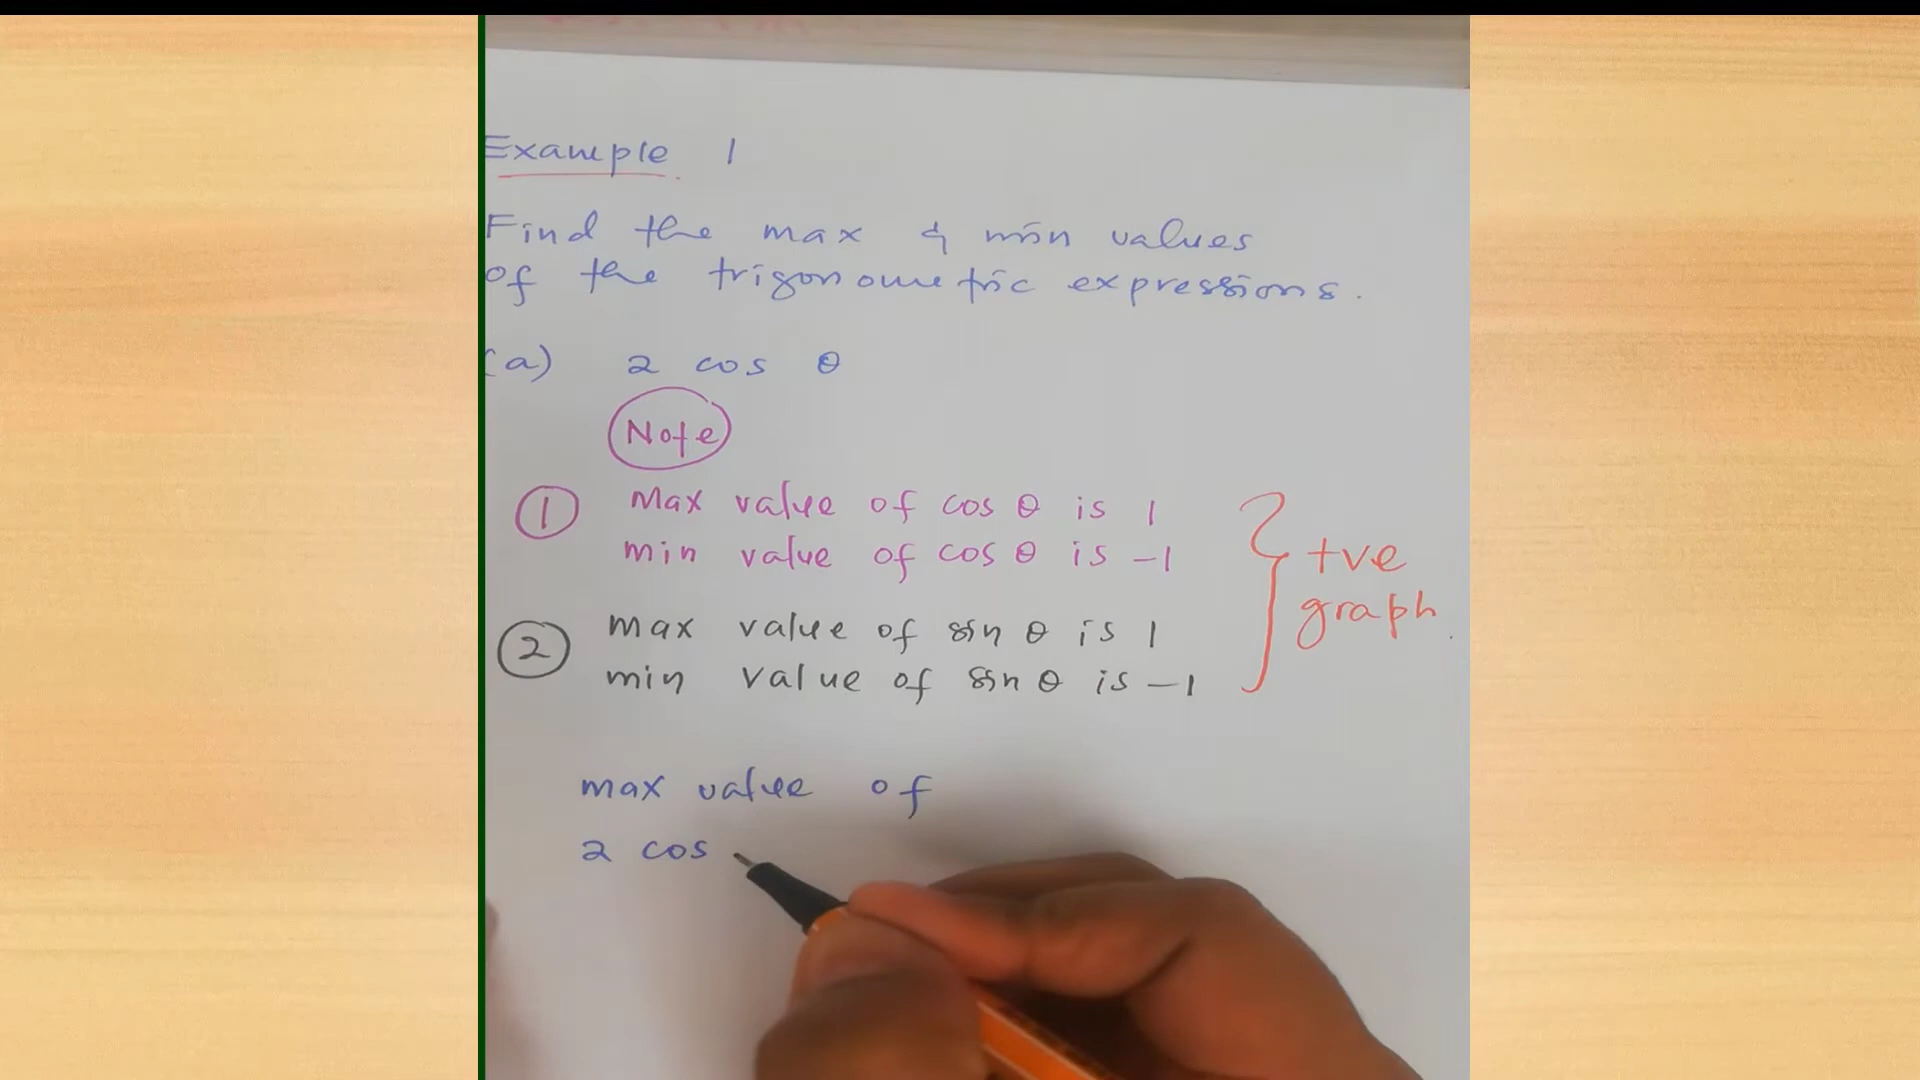 Example 1
Find the max & min values
of the trigonometric expressions.
(a) 2 cos θ
Note
1 Max value of cos θ is 1
min value of cos θ is -1
2 max value of sin θ is 1
min value of sin θ is -1
+ve
graph
max value of
2 cos